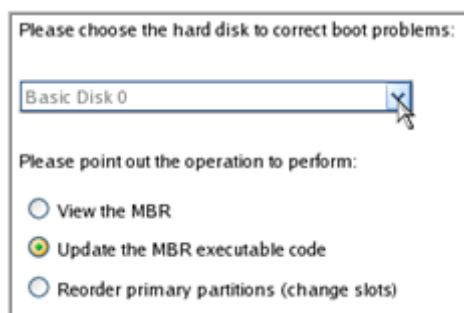 Please choose the hard disk to correct boot problems:
Basic Disk 0
Please point out the operation to perform:
View the MBR
Update the MBR executable code
Reorder primary partitions (change slots)